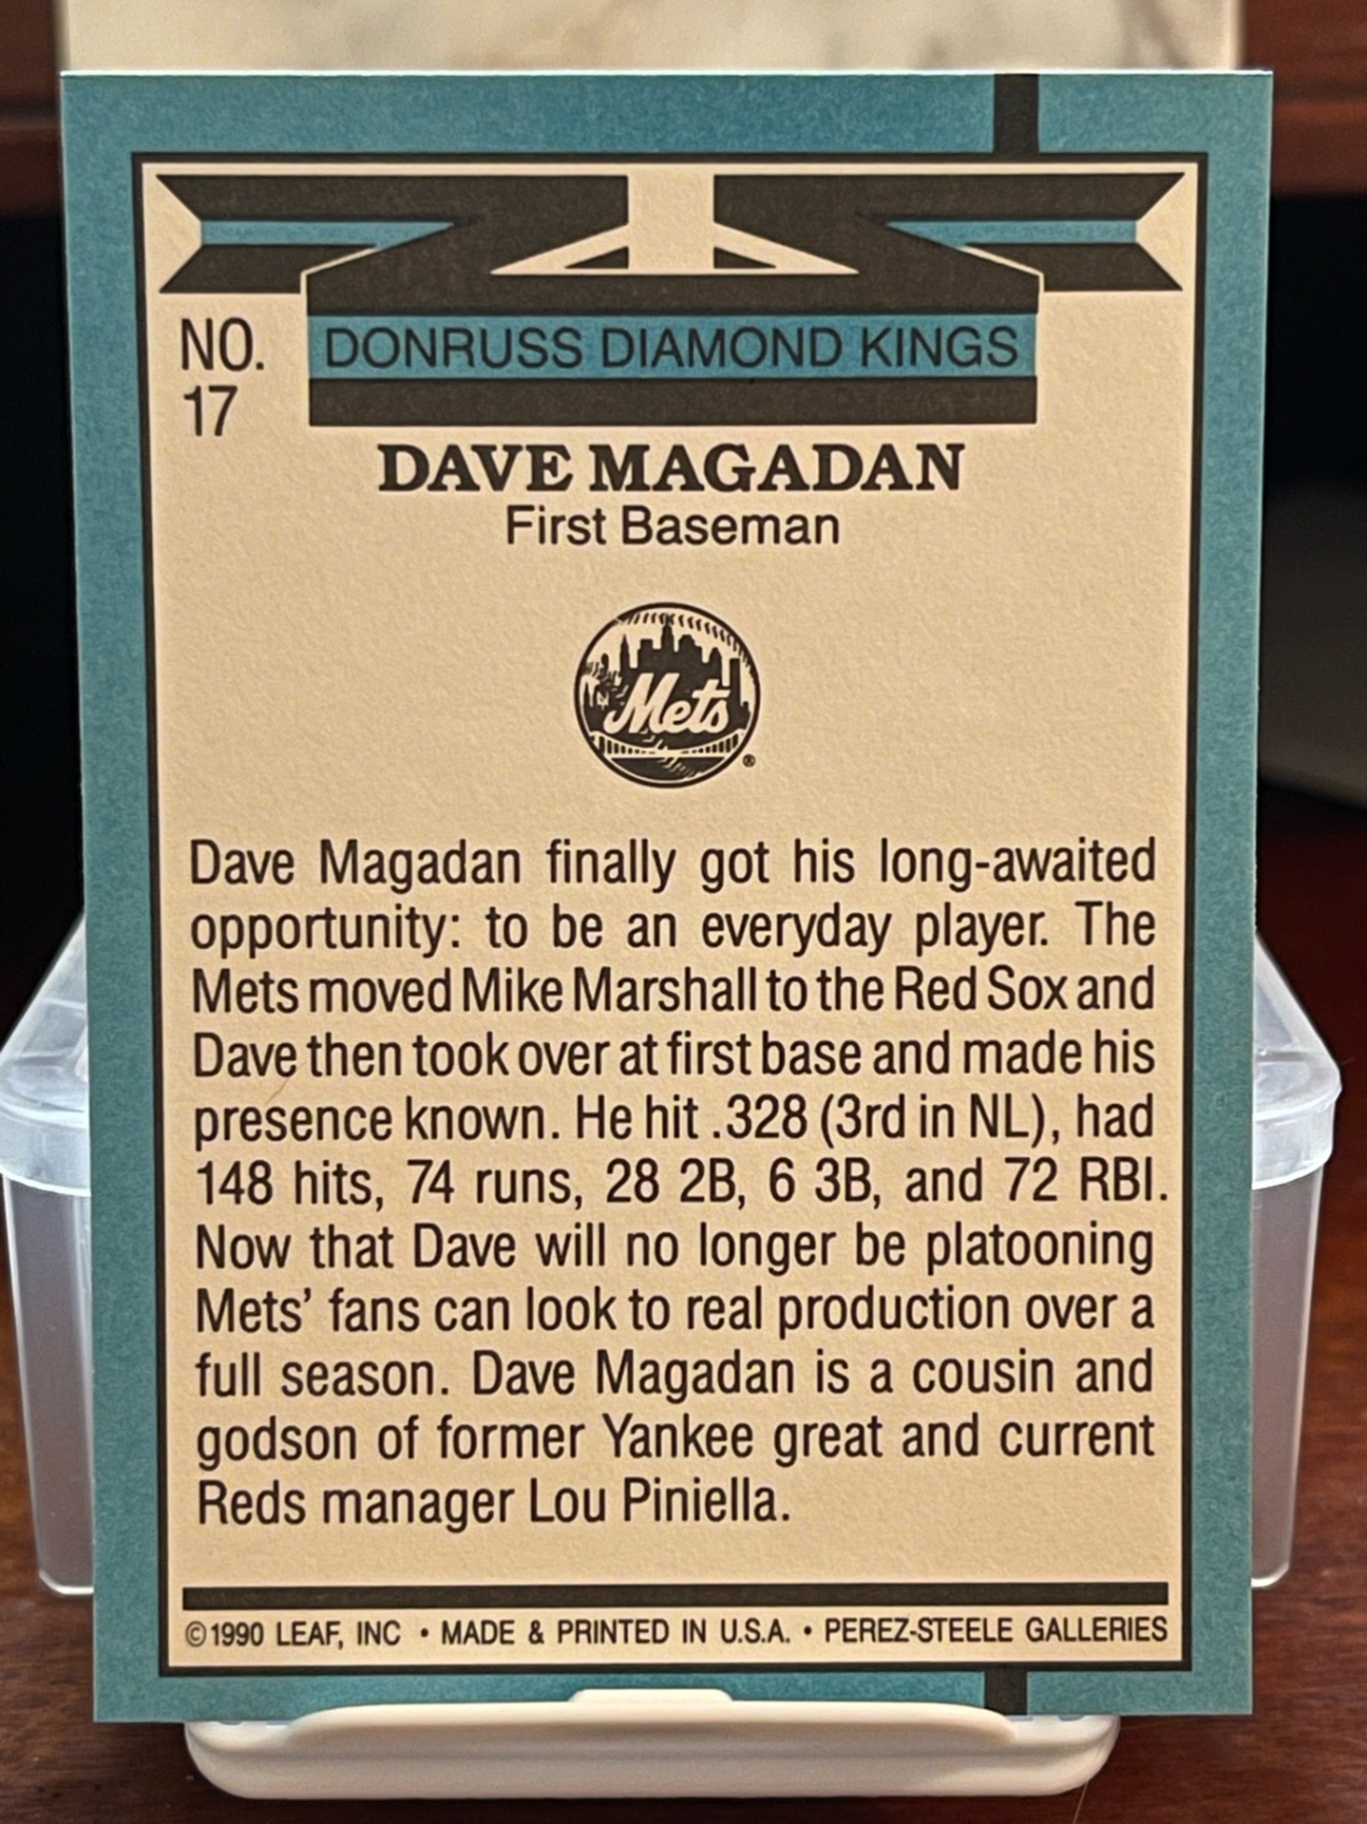 NO.
17
DONRUSS DIAMOND KINGS
DAVE MAGADAN
First Baseman
Mets
®
Dave Magadan finally got his long-awaited
opportunity: to be an everyday player. The
Mets moved Mike Marshall to the Red Sox and
Dave then took over at first base and made his
presence known. He hit .328 (3rd in NL), had
148 hits, 74 runs, 28 2B, 6 3B, and 72 RBI.
Now that Dave will no longer be platooning
Mets' fans can look to real production over a
full season. Dave Magadan is a cousin and
godson of former Yankee great and current
Reds manager Lou Piniella.
©1990 LEAF, INC • MADE & PRINTED IN U.S.A. • PEREZ-STEELE GALLERIES